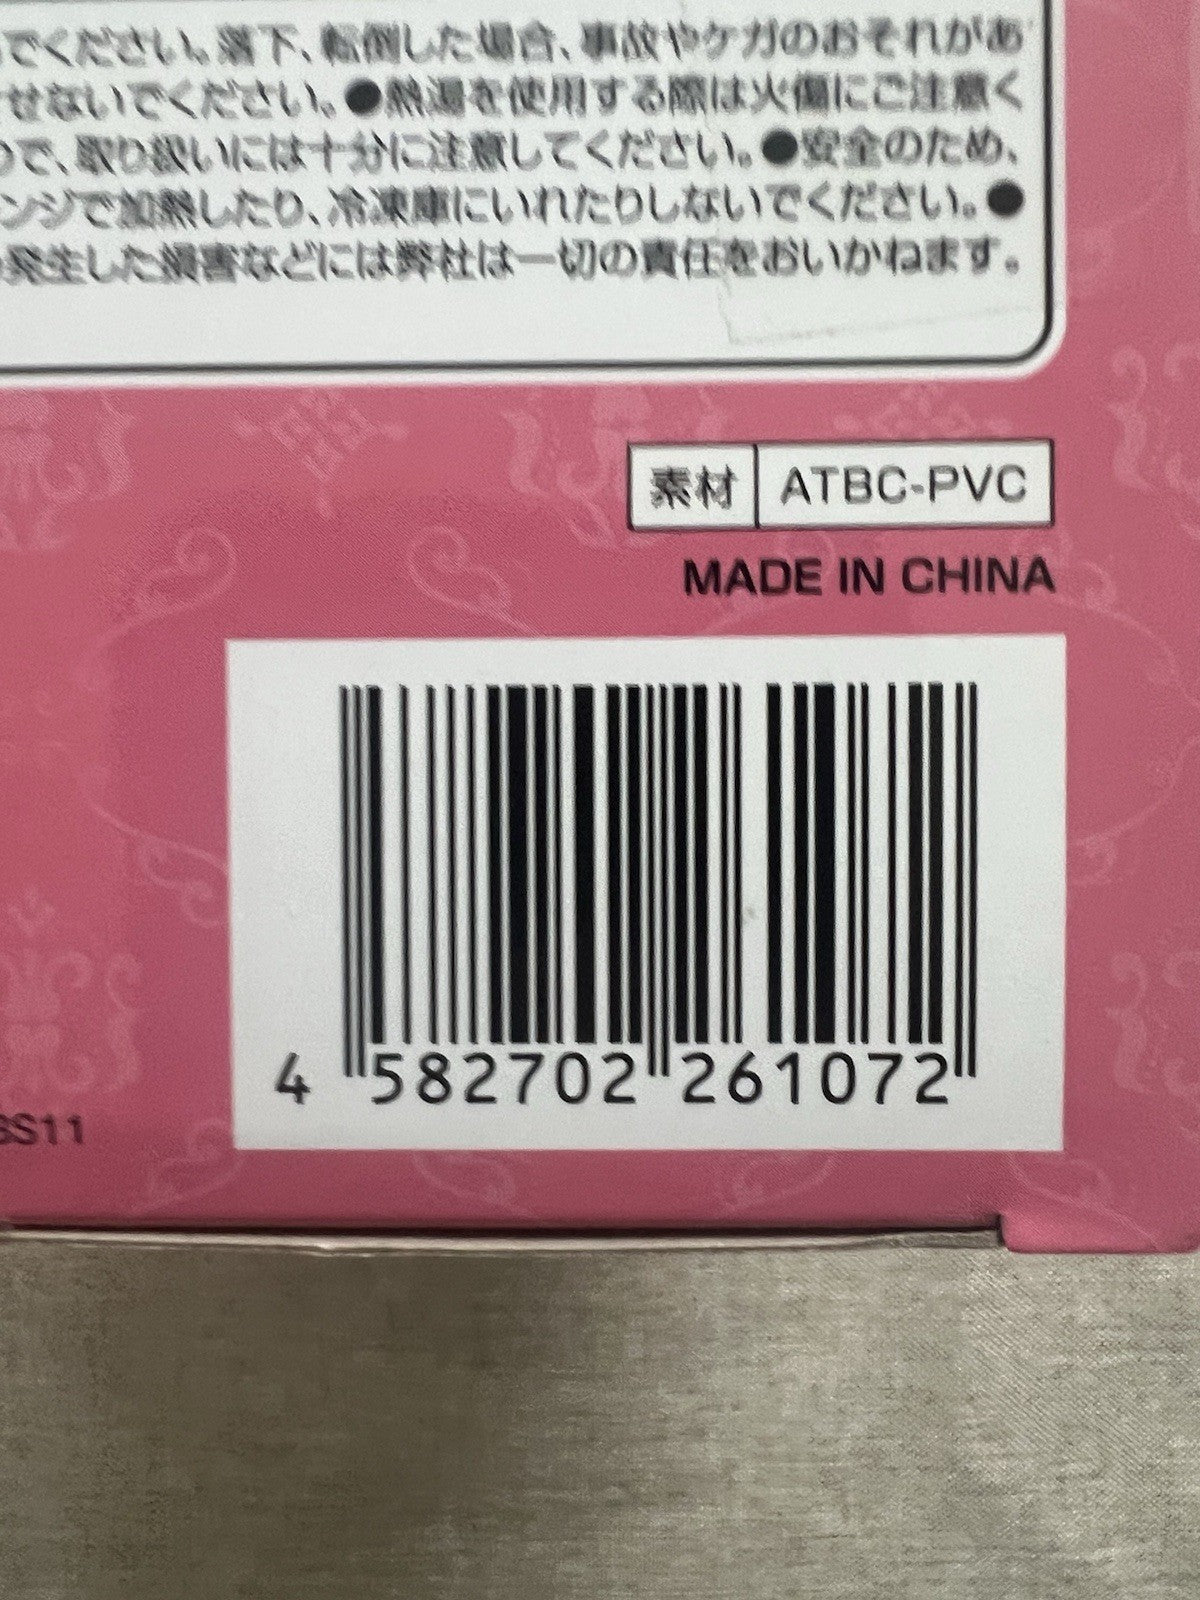 でください。落下、転倒した場合、事故やケガのおそれがあ
せないでください。●熱湯を使用する際は火傷にご注意く
ので、取り扱いには十分に注意してください。●安全のため、
ンジで加熱したり、冷凍庫にいれたりしないでください。●
発生した損害などには弊社は一切の責任をおいかねます。
素材 ATBC-PVC
MADE IN CHINA
4 582702 261072
SS11